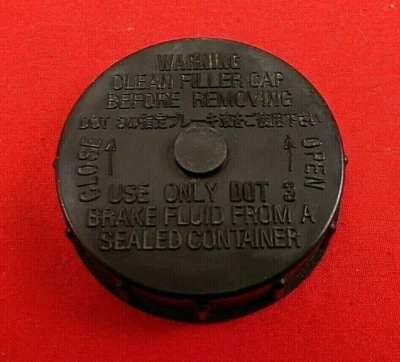 WARNING
CLEAN FILLER CAP
BEFORE REMOVING
DOT 3の指定ブレーキ液をご使用下さい
CLOSE
OPEN
USE ONLY DOT 3
BRAKE FLUID FROM A
SEALED CONTAINER